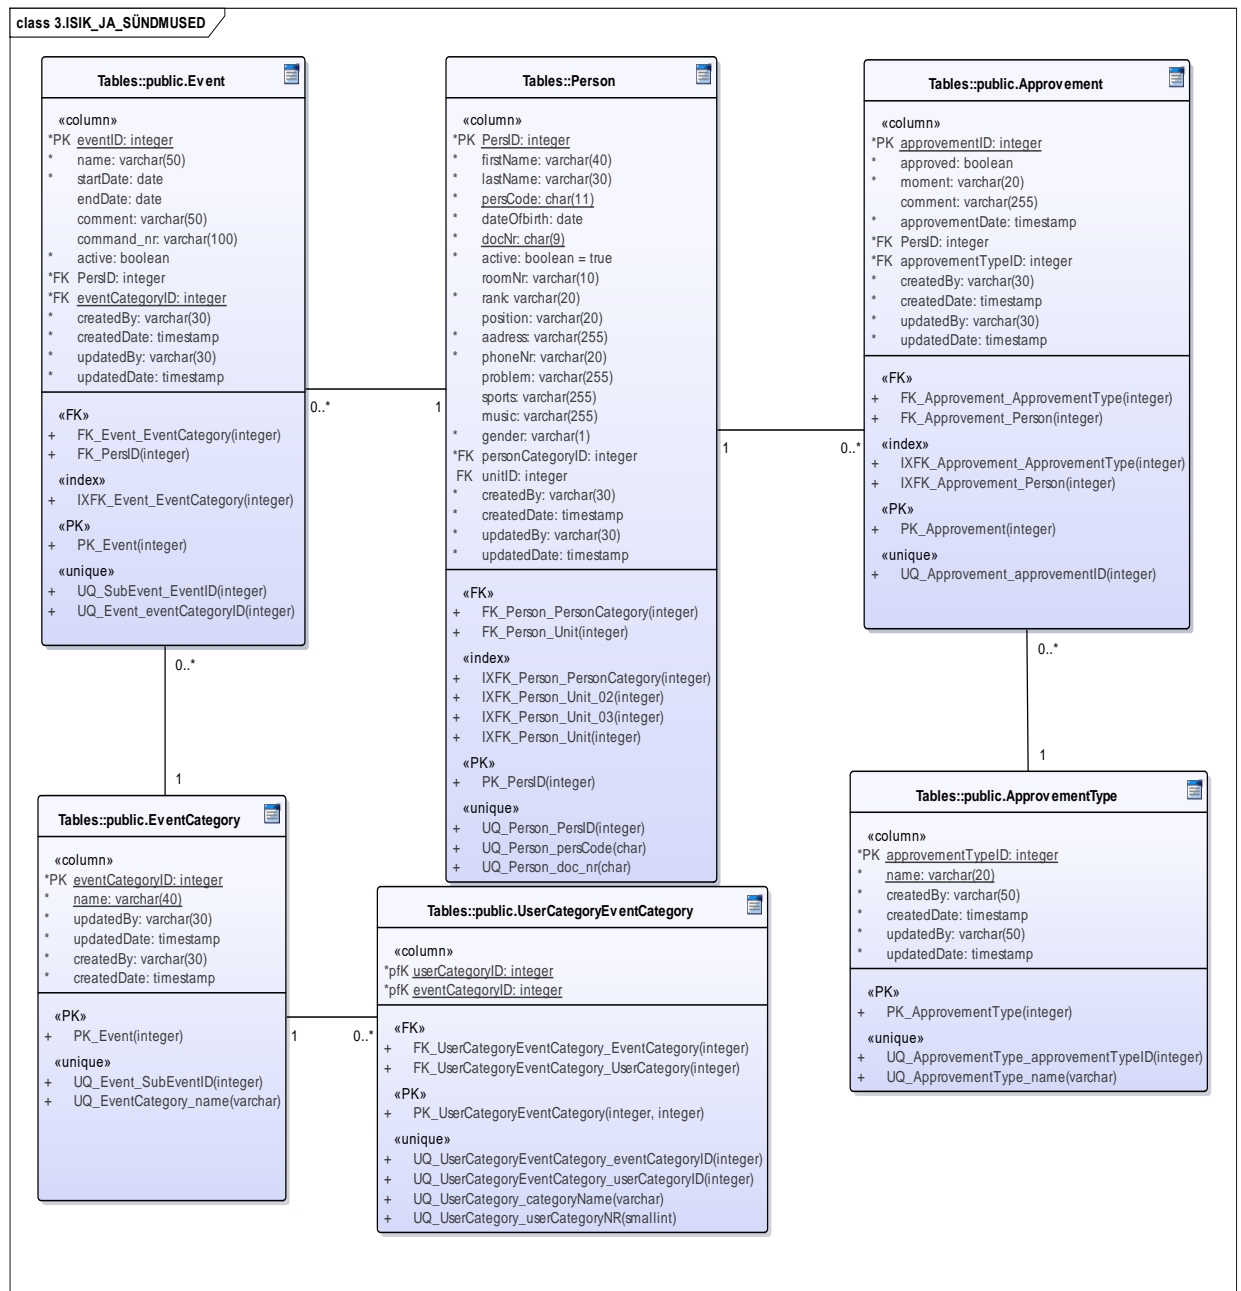 class 3.ISIK_JA_SÜNDMUSED
Tables::public.Event
«column»
*PK eventID: integer
* name: varchar(50)
* startDate: date
endDate: date
comment: varchar(50)
command_nr: varchar(100)
* active: boolean
*FK PersID: integer
*FK eventCategoryID: integer
* createdBy: varchar(30)
* createdDate: timestamp
* updatedBy: varchar(30)
* updatedDate: timestamp
«FK»
+ FK_Event_EventCategory(integer)
+ FK_PersID(integer)
«index»
+ IXFK_Event_EventCategory(integer)
«PK»
+ PK_Event(integer)
«unique»
+ UQ_SubEvent_EventID(integer)
+ UQ_Event_eventCategoryID(integer)
0..*
1
Tables::Person
«column»
*PK PersID: integer
* firstName: varchar(40)
* lastName: varchar(30)
* persCode: char(11)
* dateOfbirth: date
* docNr: char(9)
* active: boolean = true
roomNr: varchar(10)
* rank: varchar(20)
position: varchar(20)
* aadress: varchar(255)
* phoneNr: varchar(20)
problem: varchar(255)
sports: varchar(255)
music: varchar(255)
* gender: varchar(1)
*FK personCategoryID: integer
FK unitID: integer
* createdBy: varchar(30)
* createdDate: timestamp
* updatedBy: varchar(30)
* updatedDate: timestamp
«FK»
+ FK_Person_PersonCategory(integer)
+ FK_Person_Unit(integer)
«index»
+ IXFK_Person_PersonCategory(integer)
+ IXFK_Person_Unit_02(integer)
+ IXFK_Person_Unit_03(integer)
+ IXFK_Person_Unit(integer)
«PK»
+ PK_PersID(integer)
«unique»
+ UQ_Person_PersID(integer)
+ UQ_Person_persCode(char)
+ UQ_Person_doc_nr(char)
1
0..*
Tables::public.Approvement
«column»
*PK approvementID: integer
* approved: boolean
* moment: varchar(20)
comment: varchar(255)
* approvementDate: timestamp
*FK PersID: integer
*FK approvementTypeID: integer
* createdBy: varchar(30)
* createdDate: timestamp
* updatedBy: varchar(30)
* updatedDate: timestamp
«FK»
+ FK_Approvement_ApprovementType(integer)
+ FK_Approvement_Person(integer)
«index»
+ IXFK_Approvement_ApprovementType(integer)
+ IXFK_Approvement_Person(integer)
«PK»
+ PK_Approvement(integer)
«unique»
+ UQ_Approvement_approvementID(integer)
0..*
1
0..*
1
Tables::public.EventCategory
«column»
*PK eventCategoryID: integer
* name: varchar(40)
* updatedBy: varchar(30)
* updatedDate: timestamp
* createdBy: varchar(30)
* createdDate: timestamp
«PK»
+ PK_Event(integer)
«unique»
+ UQ_Event_SubEventID(integer)
+ UQ_EventCategory_name(varchar)
1
0..*
Tables::public.UserCategoryEventCategory
«column»
*pfK userCategoryID: integer
*pfK eventCategoryID: integer
«FK»
+ FK_UserCategoryEventCategory_EventCategory(integer)
+ FK_UserCategoryEventCategory_UserCategory(integer)
«PK»
+ PK_UserCategoryEventCategory(integer, integer)
«unique»
+ UQ_UserCategoryEventCategory_eventCategoryID(integer)
+ UQ_UserCategoryEventCategory_userCategoryID(integer)
+ UQ_UserCategory_categoryName(varchar)
+ UQ_UserCategory_userCategoryNR(smallint)
Tables::public.ApprovementType
«column»
*PK approvementTypeID: integer
* name: varchar(20)
* createdBy: varchar(50)
* createdDate: timestamp
* updatedBy: varchar(50)
* updatedDate: timestamp
«PK»
+ PK_ApprovementType(integer)
«unique»
+ UQ_ApprovementType_approvementTypeID(integer)
+ UQ_ApprovementType_name(varchar)